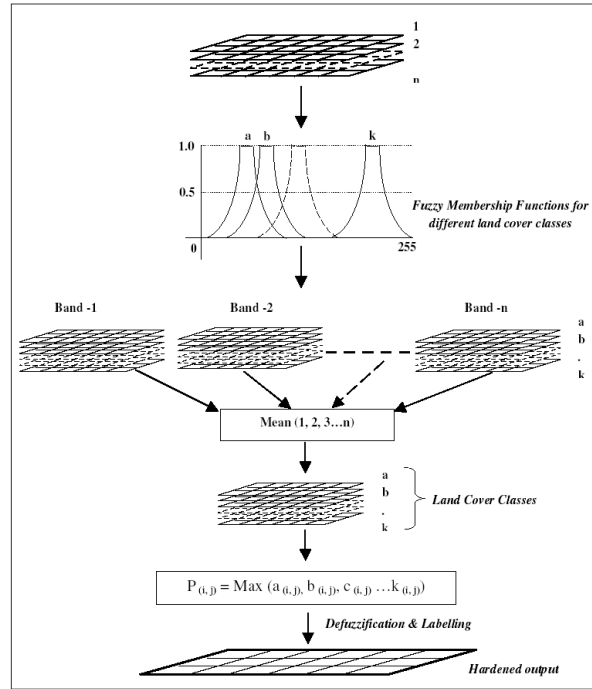 1
2
n
a b k
1.0
0.5
0 255
Fuzzy Membership Functions for
different land cover classes
Band -1 Band -2 Band -n
a
b
.
k
Mean (1, 2, 3…n)
a
b
.
k
Land Cover Classes
P (i, j) = Max (a (i, j), b (i, j), c (i, j) …k (i, j))
Defuzzification & Labelling
Hardened output